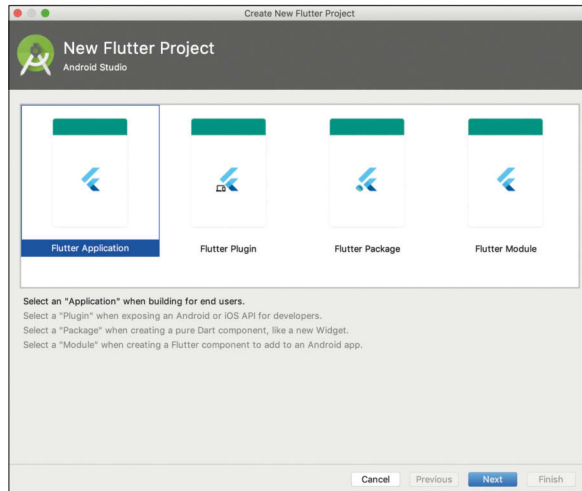 Create New Flutter Project
New Flutter Project
Android Studio
Flutter Application
Flutter Plugin
Flutter Package
Flutter Module
Select an "Application" when building for end users.
Select a "Plugin" when exposing an Android or iOS API for developers.
Select a "Package" when creating a pure Dart component, like a new Widget.
Select a "Module" when creating a Flutter component to add to an Android app.
Cancel
Previous
Next
Finish